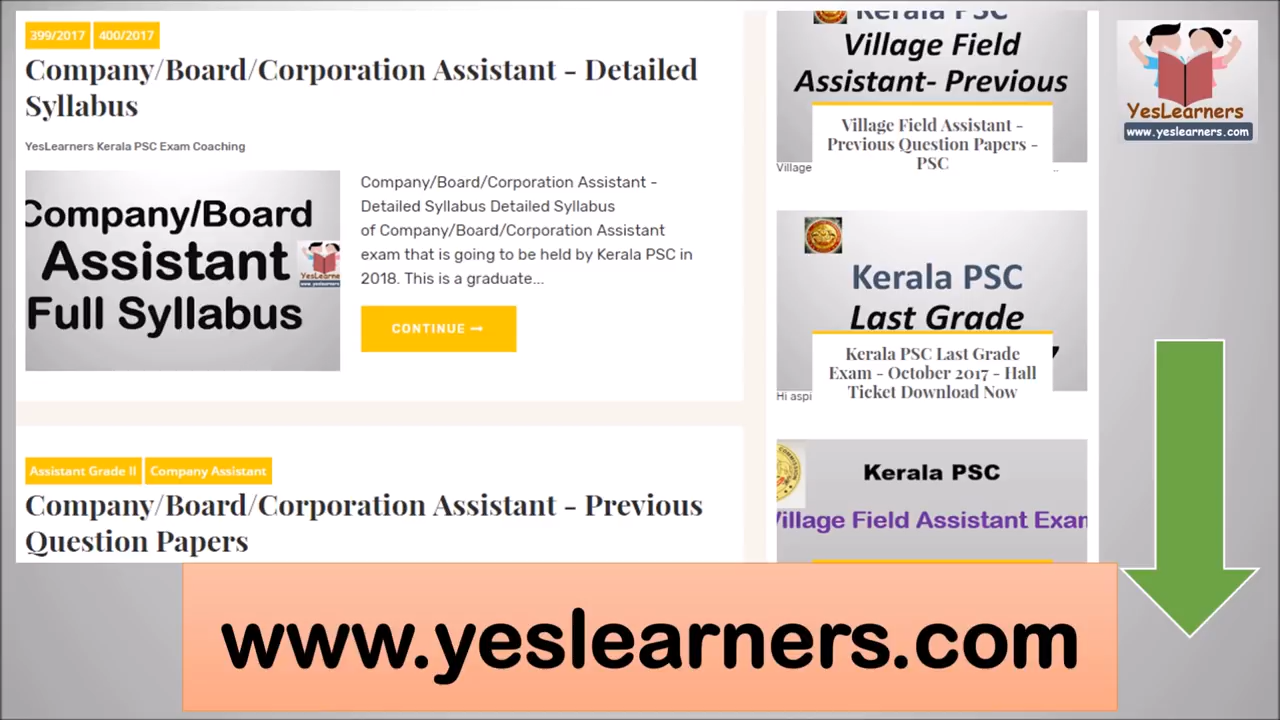 399/2017 400/2017
Company/Board/Corporation Assistant - Detailed
Syllabus
YesLearners Kerala PSC Exam Coaching
Company/Board
Assistant
Full Syllabus
YesLearners
Company/Board/Corporation Assistant -
Detailed Syllabus Detailed Syllabus
of Company/Board/Corporation Assistant
exam that is going to be held by Kerala PSC in
2018. This is a graduate...
CONTINUE
Assistant Grade II Company Assistant
Company/Board/Corporation Assistant - Previous
Question Papers
Kerala PSC
Village Field
Assistant- Previous
Village Field Assistant -
Previous Question Papers -
PSC
Village
..
Kerala PSC
Last Grade
Kerala PSC Last Grade
Exam - October 2017 - Hall
Ticket Download Now
Hi aspi
Kerala PSC
Village Field Assistant Exam
YesLearners
www.yeslearners.com
www.yeslearners.com